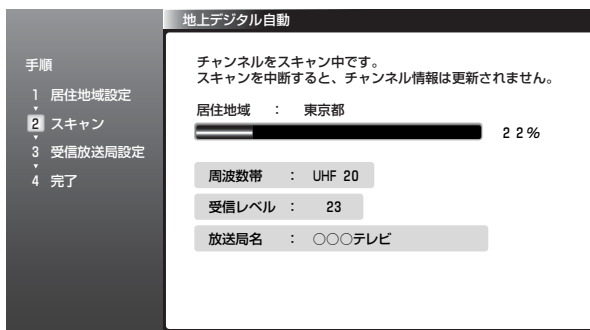 地上デジタル自動
手順
1 居住地域設定
2 スキャン
3 受信放送局設定
4 完了
チャンネルをスキャン中です。
スキャンを中断すると、チャンネル情報は更新されません。
居住地域 : 東京都
22%
周波数帯 : UHF 20
受信レベル : 23
放送局名 : ○○○テレビ